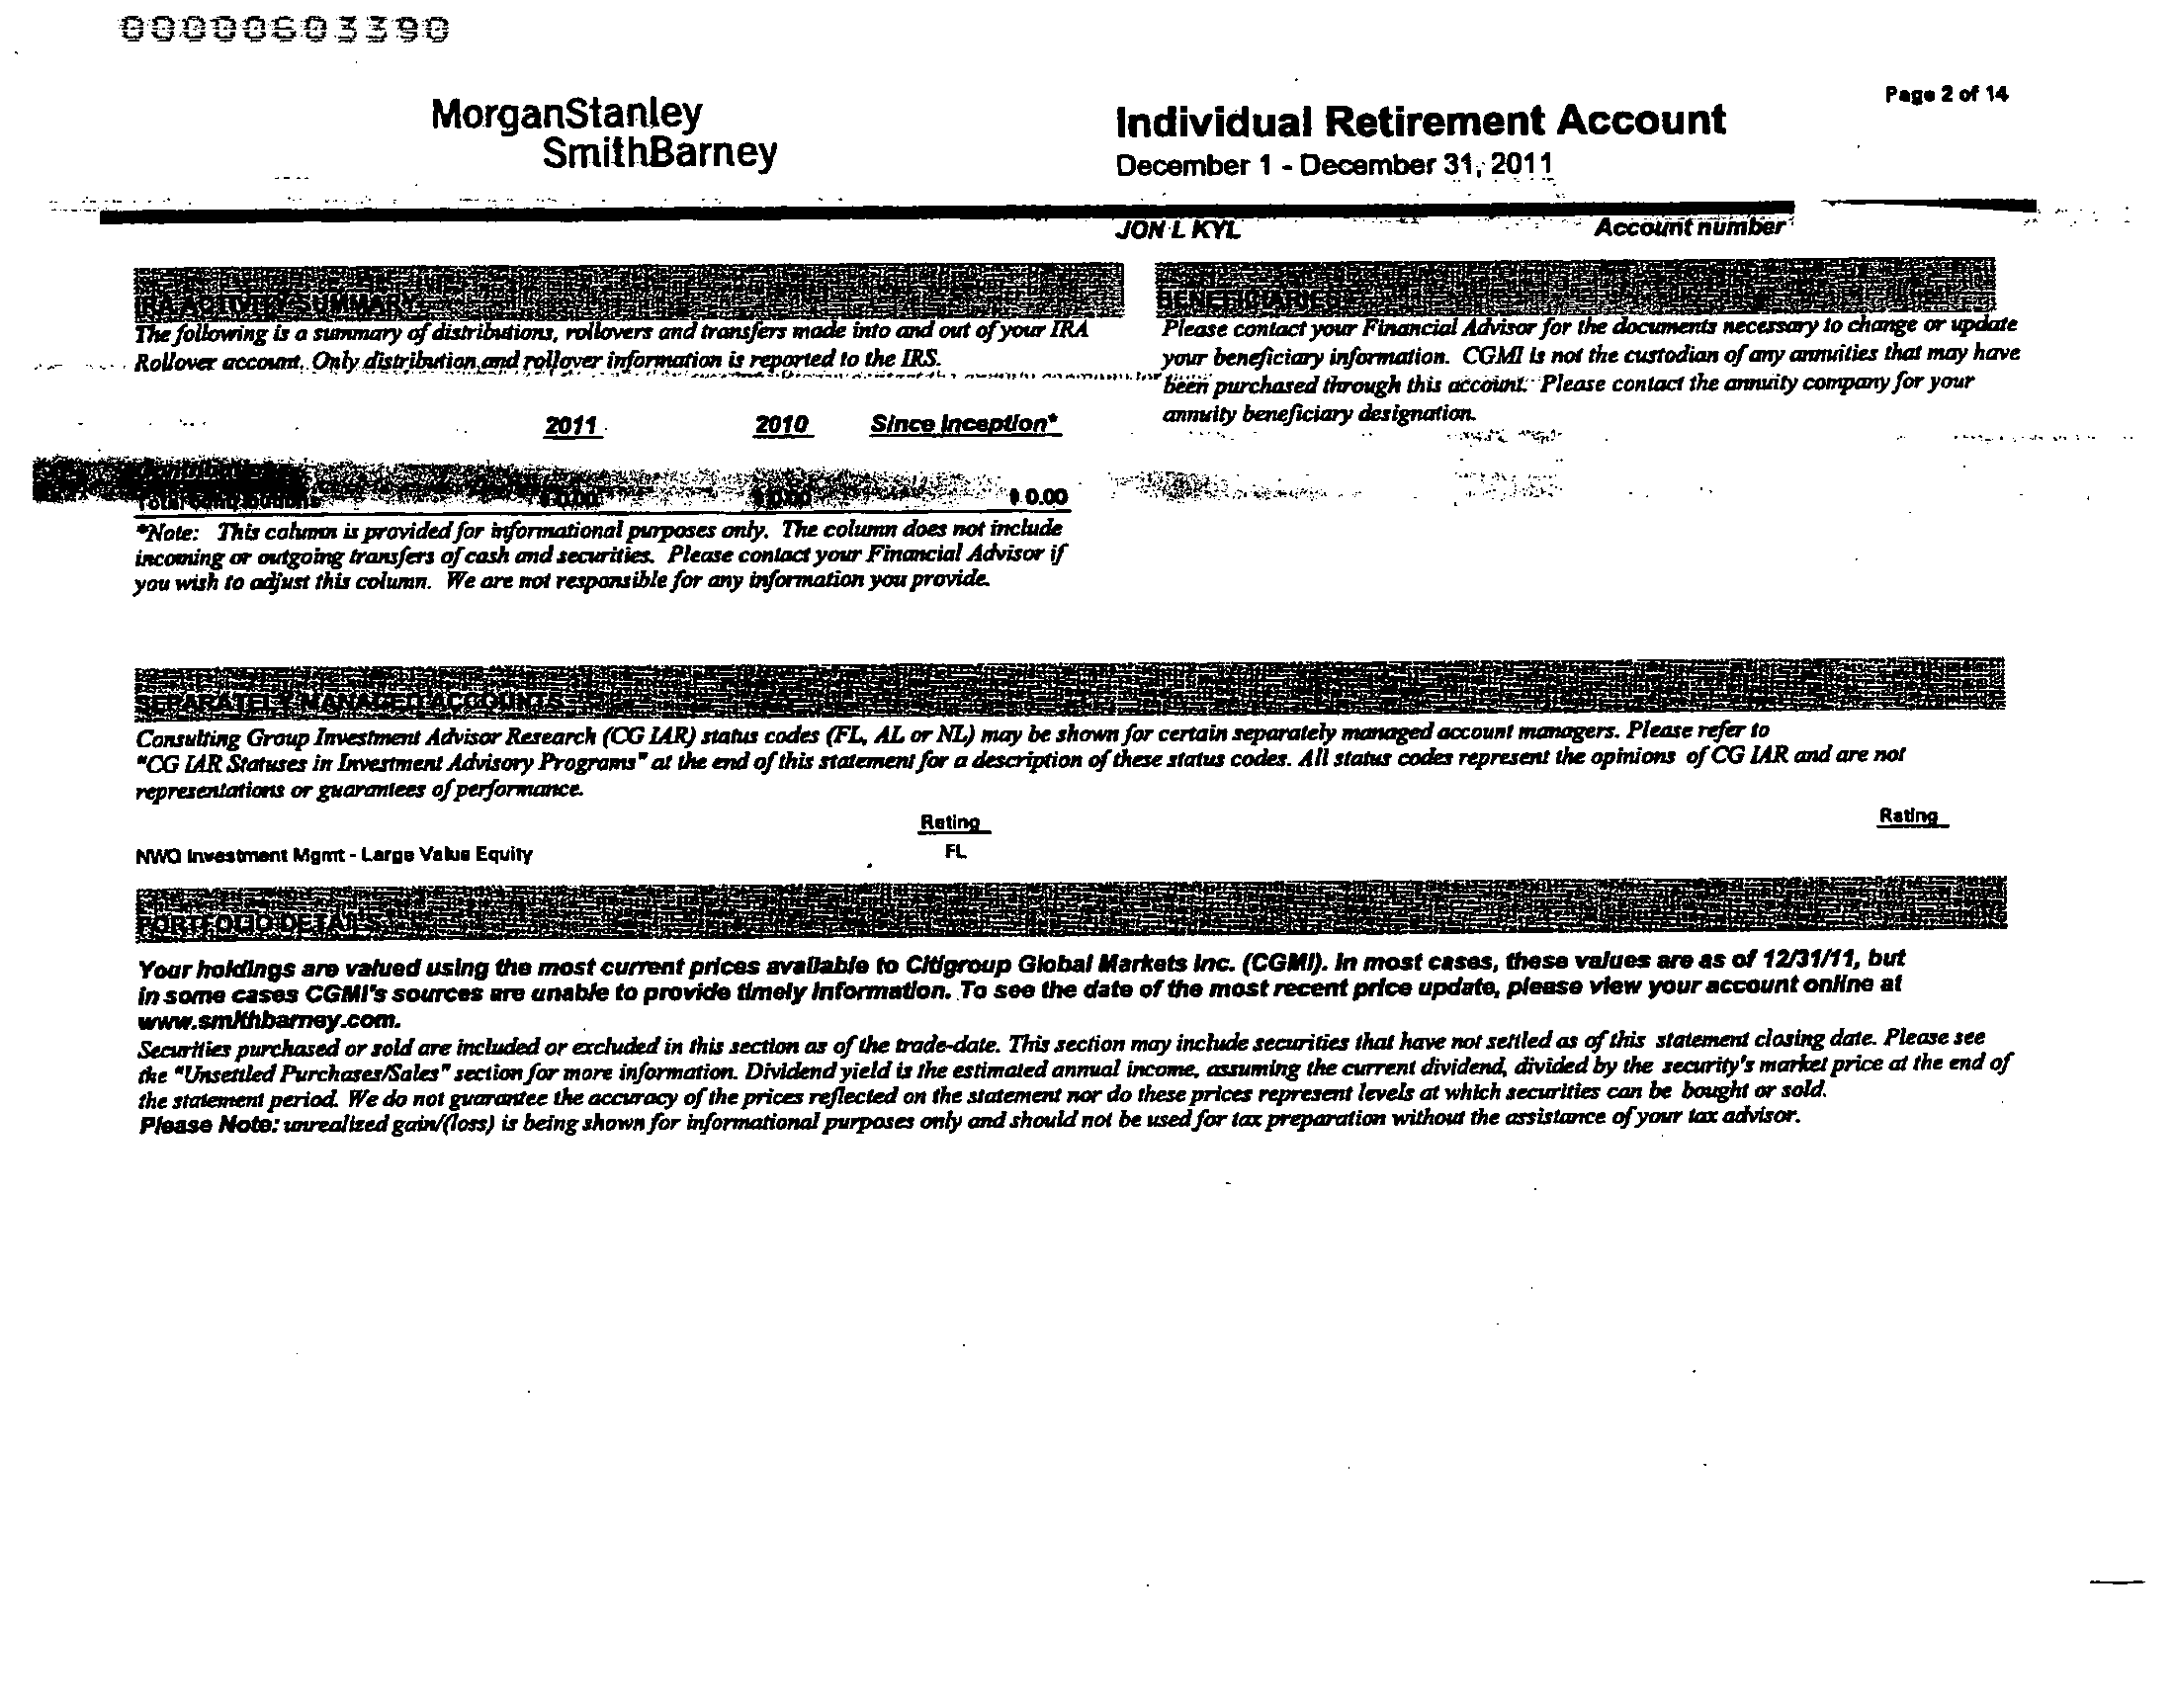 00000603390
MorganStanley
SmithBarney
Individual Retirement Account
December 1 - December 31, 2011
Page 2 of 14
JON L KYL
Account number
IRA ACTIVITY SUMMARY
The following is a summary of distributions, rollovers and transfers made into and out of your IRA
Rollover account. Only distribution and rollover information is reported to the IRS.
2011 2010 Since Inception*
Contributions
Total contributions $ 0.00 $ 0.00 $ 0.00
*Note: This column is provided for informational purposes only. The column does not include
incoming or outgoing transfers of cash and securities. Please contact your Financial Advisor if
you wish to adjust this column. We are not responsible for any information you provide.
BENEFICIARIES
Please contact your Financial Advisor for the documents necessary to change or update
your beneficiary information. CGMI is not the custodian of any annuities that may have
been purchased through this account. Please contact the annuity company for your
annuity beneficiary designation.
SEPARATELY MANAGED ACCOUNTS
Consulting Group Investment Advisor Research (CG IAR) status codes (FL, AL or NL) may be shown for certain separately managed account managers. Please refer to
"CG IAR Statuses in Investment Advisory Programs" at the end of this statement for a description of these status codes. All status codes represent the opinions of CG IAR and are not
representations or guarantees of performance.
Rating Rating
NWQ Investment Mgmt - Large Value Equity FL
PORTFOLIO DETAILS
Your holdings are valued using the most current prices available to Citigroup Global Markets Inc. (CGMI). In most cases, these values are as of 12/31/11, but
in some cases CGMI's sources are unable to provide timely information. To see the date of the most recent price update, please view your account online at
www.smithbarney.com.
Securities purchased or sold are included or excluded in this section as of the trade-date. This section may include securities that have not settled as of this statement closing date. Please see
the "Unsettled Purchases/Sales" section for more information. Dividend yield is the estimated annual income, assuming the current dividend, divided by the security's market price at the end of
the statement period. We do not guarantee the accuracy of the prices reflected on the statement nor do these prices represent levels at which securities can be bought or sold.
Please Note: unrealized gain/(loss) is being shown for informational purposes only and should not be used for tax preparation without the assistance of your tax advisor.